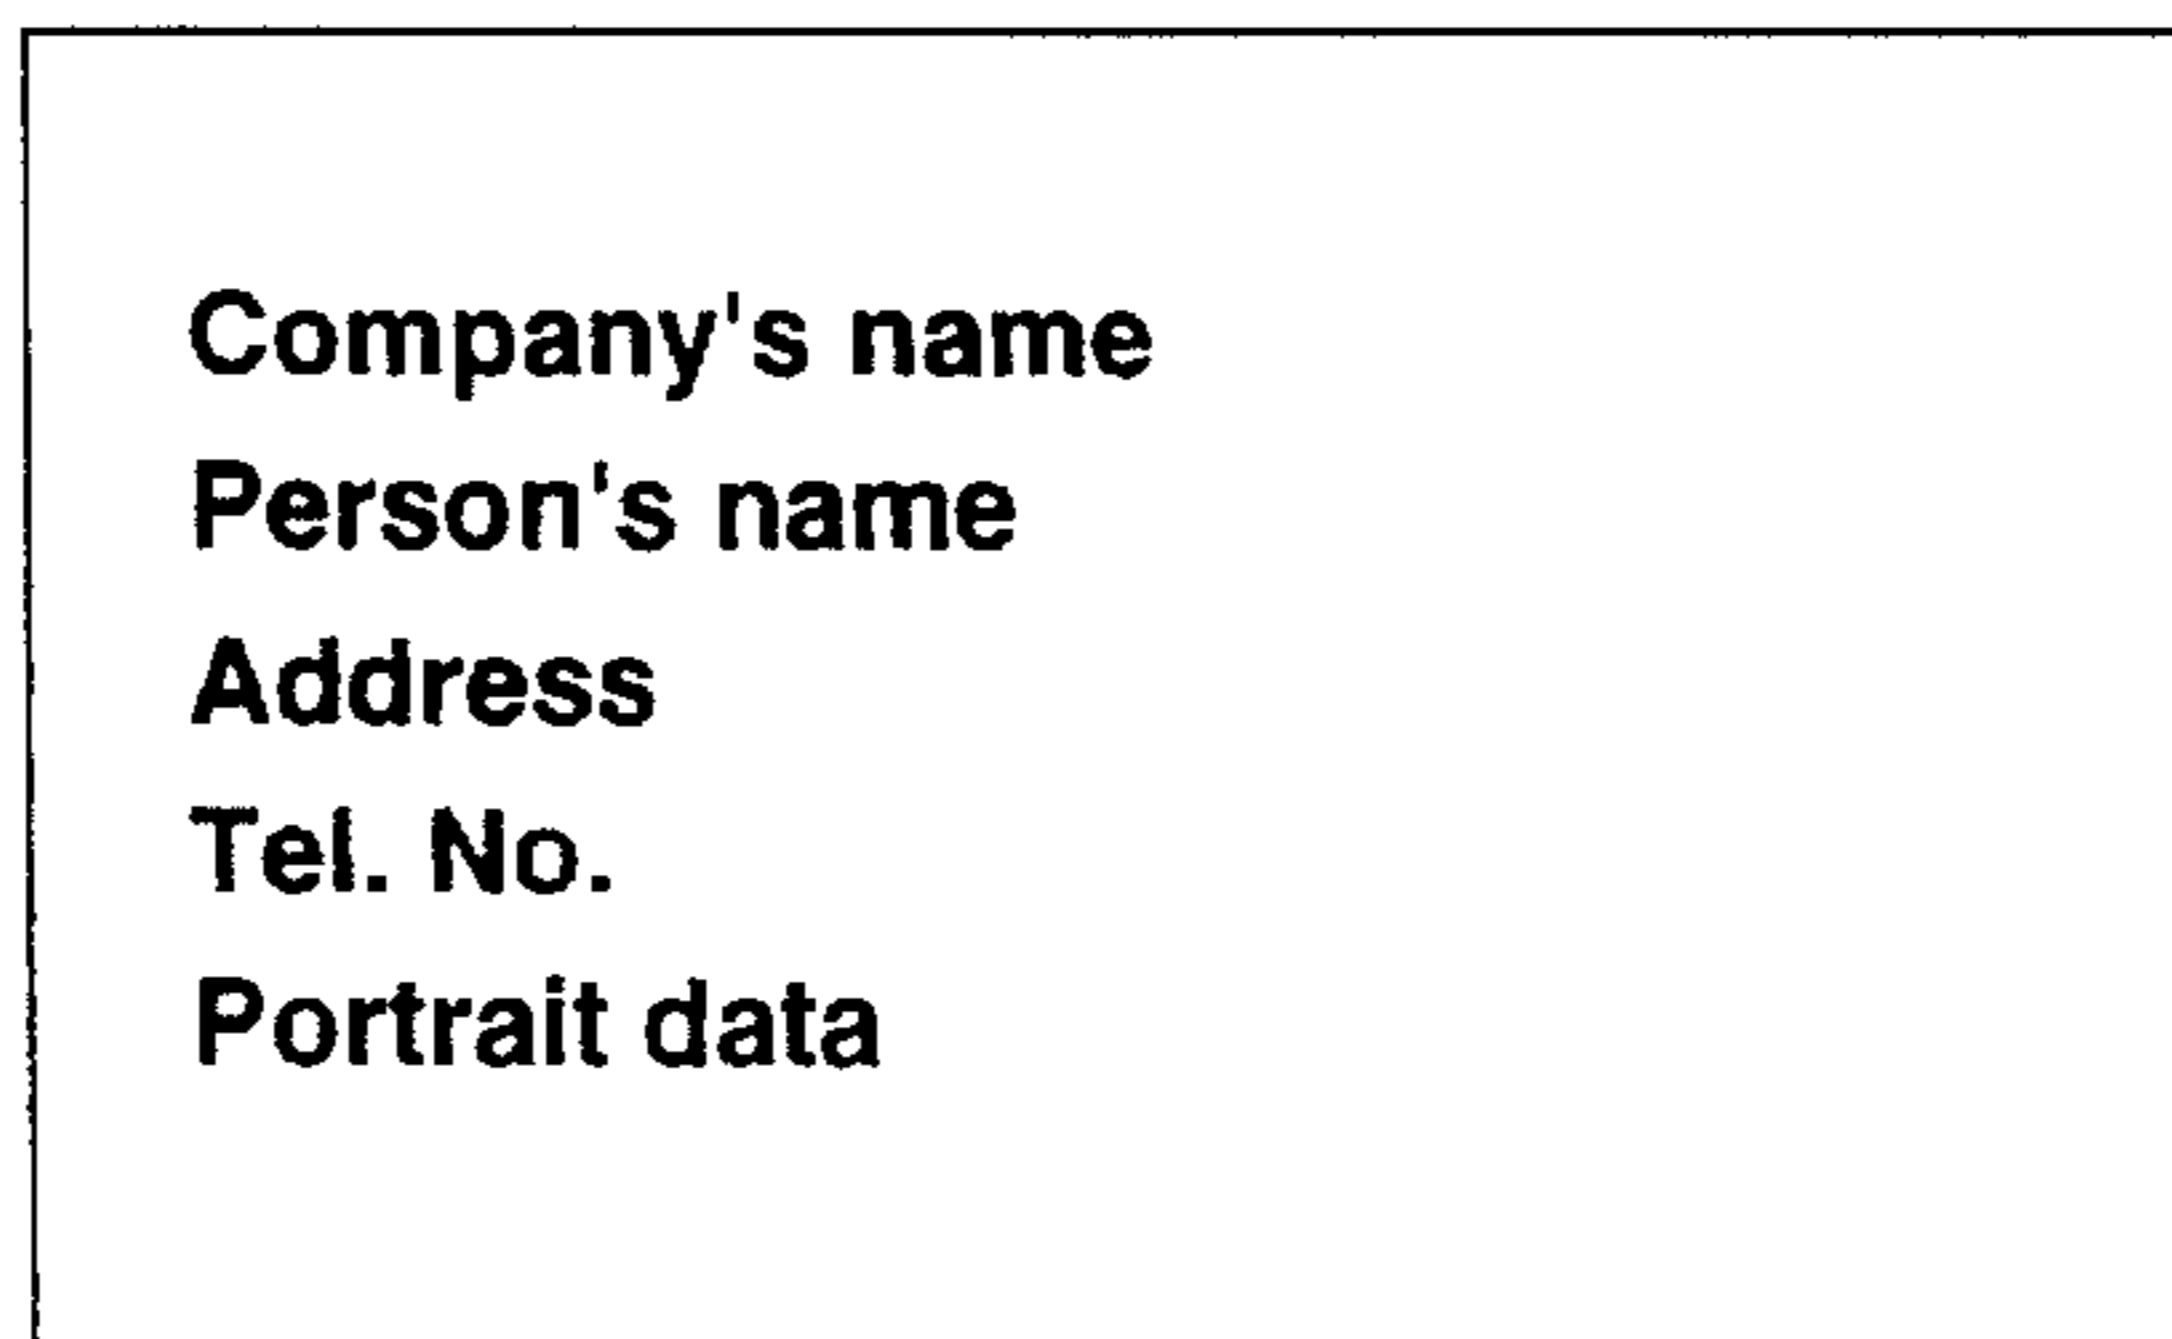 Company's name
Person's name
Address
Tel. No.
Portrait data